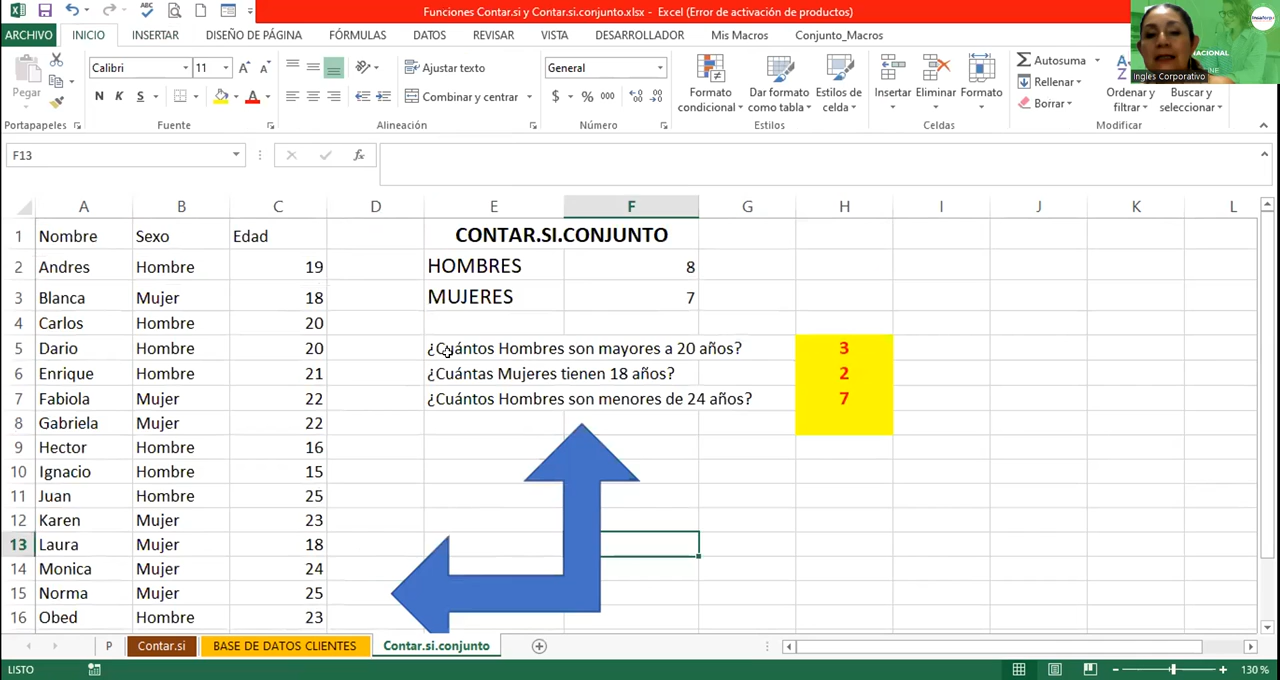 Funciones Contar.si y Contar.si.conjunto.xlsx - Excel (Error de activación de productos)
ARCHIVO INICIO INSERTAR DISEÑO DE PÁGINA FÓRMULAS DATOS REVISAR VISTA DESARROLLADOR Mis Macros Conjunto_Macros
NACIONAL
Ingles Corporativo
Calibri 11 Ajustar texto General Autosuma
Pegar N K S Combinar y centrar $ % 000 Formato condicional Dar formato como tabla Estilos de celda Insertar Eliminar Formato Rellenar Borrar Ordenar y filtrar Buscar y seleccionar
Portapapeles Fuente Alineación Número Estilos Celdas Modificar
F13 fx
A B C D E F G H I J K L
1 Nombre Sexo Edad CONTAR.SI.CONJUNTO
2 Andres Hombre 19 HOMBRES 8
3 Blanca Mujer 18 MUJERES 7
4 Carlos Hombre 20
5 Dario Hombre 20 ¿Cuántos Hombres son mayores a 20 años? 3
6 Enrique Hombre 21 ¿Cuántas Mujeres tienen 18 años? 2
7 Fabiola Mujer 22 ¿Cuántos Hombres son menores de 24 años? 7
8 Gabriela Mujer 22
9 Hector Hombre 16
10 Ignacio Hombre 15
11 Juan Hombre 25
12 Karen Mujer 23
13 Laura Mujer 18
14 Monica Mujer 24
15 Norma Mujer 25
16 Obed Hombre 23
P Contar.si BASE DE DATOS CLIENTES Contar.si.conjunto
LISTO 130 %